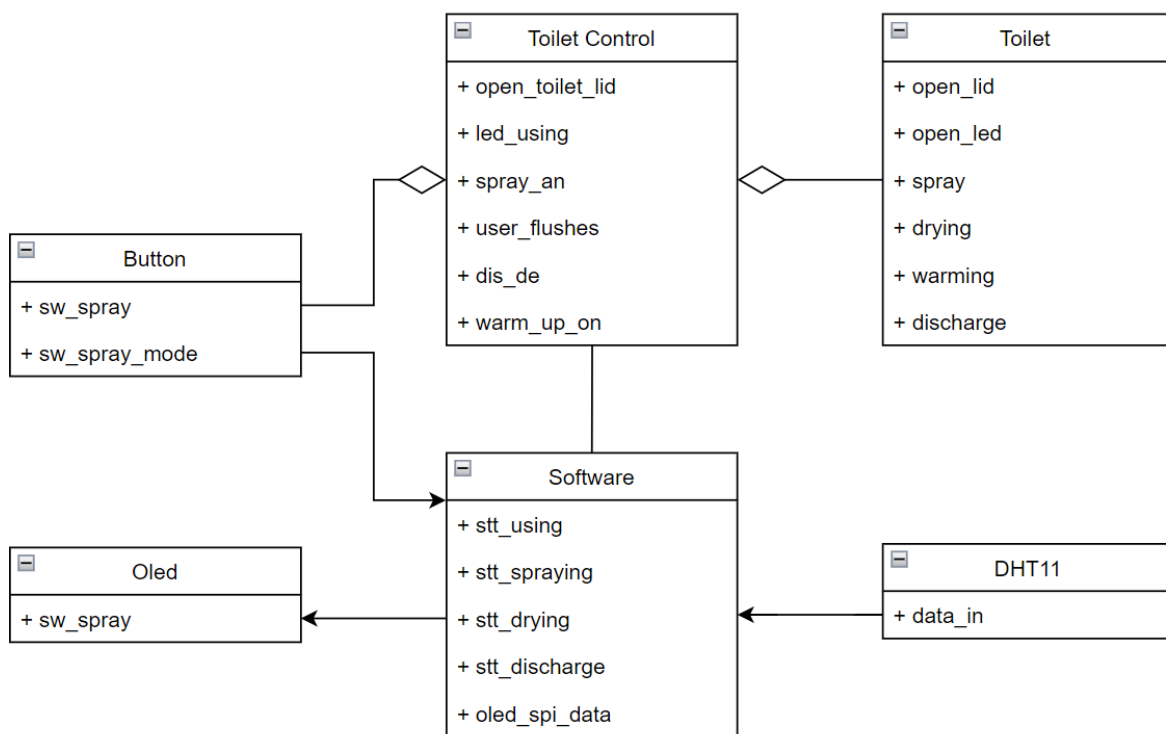 Toilet Control
+ open_toilet_lid
+ led_using
+ spray_an
+ user_flushes
+ dis_de
+ warm_up_on
Toilet
+ open_lid
+ open_led
+ spray
+ drying
+ warming
+ discharge
Button
+ sw_spray
+ sw_spray_mode
Software
+ stt_using
+ stt_spraying
+ stt_drying
+ stt_discharge
+ oled_spi_data
Oled
+ sw_spray
DHT11
+ data_in